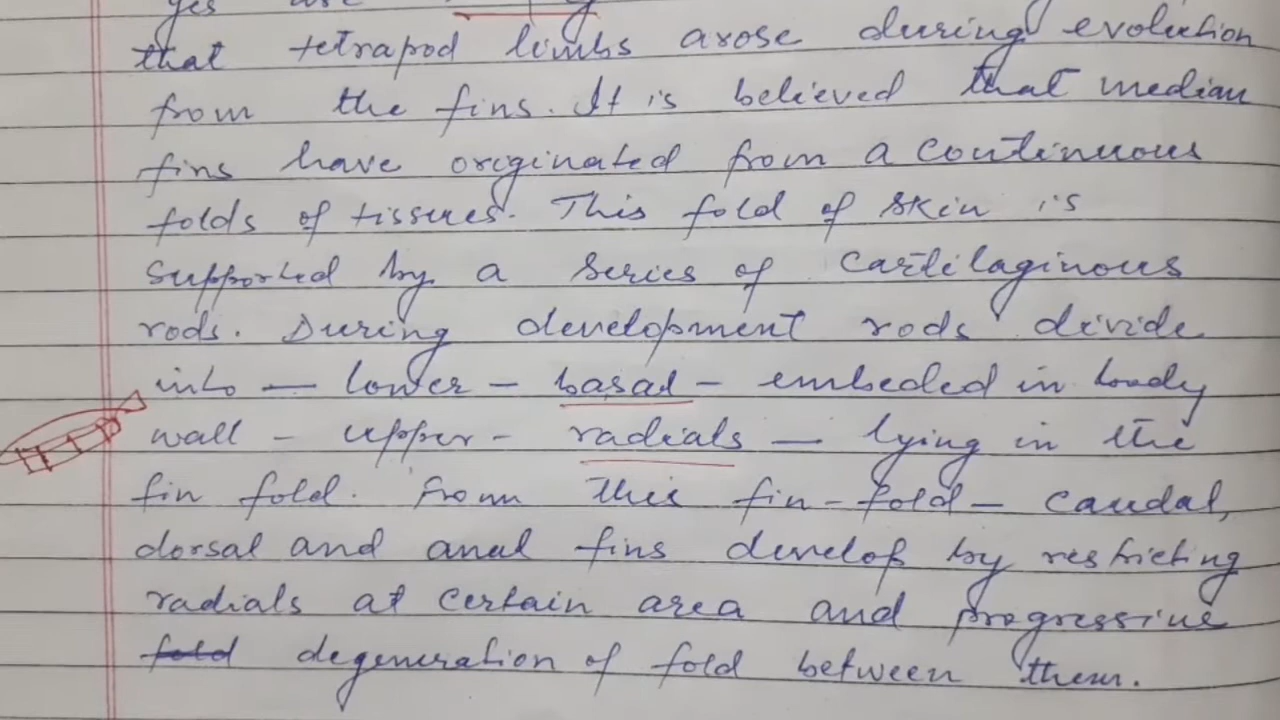 that tetrapod limbs arose during evolution
from the fins. It is believed that median
fins have originated from a continuous
folds of tissues. This fold of skin is
supported by a series of cartilaginous
rods. During development rods divide
into — lower - basal - embeded in body
wall - upper - radials — lying in the
fin fold. From this fin-fold - caudal,
dorsal and anal fins develop by restricting
radials at certain area and progressive
fold degeneration of fold between them.